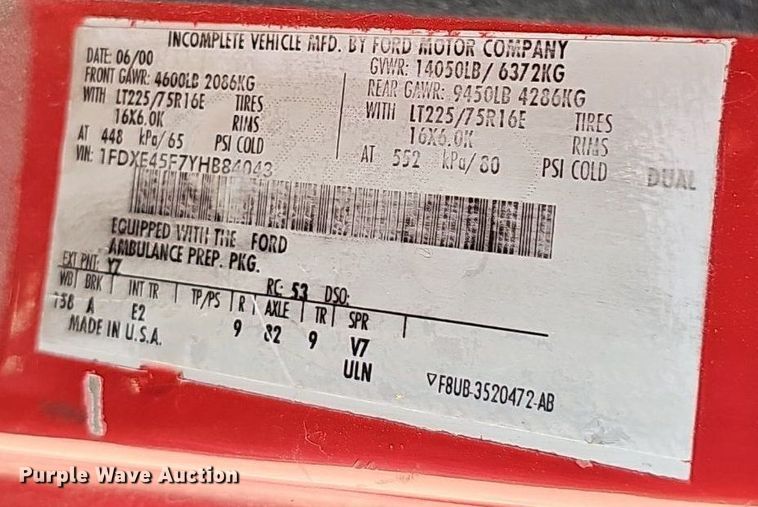 INCOMPLETE VEHICLE MFD. BY FORD MOTOR COMPANY
DATE: 06/00 GVWR: 14050LB/ 6372KG
FRONT GAWR: 4600LB 2086KG REAR GAWR: 9450LB 4286KG
WITH LT225/75R16E TIRES WITH LT225/75R16E TIRES
16X6.0K RIMS 16X6.0K RIMS
AT 448 kPa/65 PSI COLD AT 552 kPa/80 PSI COLD DUAL
VIN: 1FDXE45F7YHB84043
EQUIPPED WITH THE FORD
AMBULANCE PREP. PKG.
EXT PNT: Y7 RC: 53 DSO:
WB BRK INT TR TP/PS R AXLE TR SPR
158 A E2 9 82 9 V7
MADE IN U.S.A. ULN
▽F8UB-3520472-AB
Purple Wave Auction